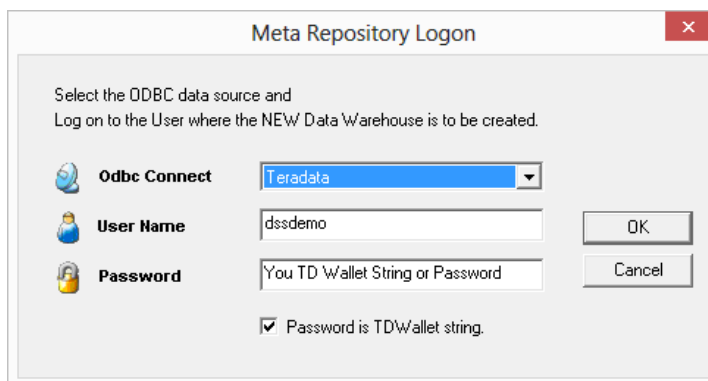 Meta Repository Logon
Select the ODBC data source and
Log on to the User where the NEW Data Warehouse is to be created.
Odbc Connect Teradata
User Name dssdemo OK
Password You TD Wallet String or Password Cancel
Password is TDWallet string.